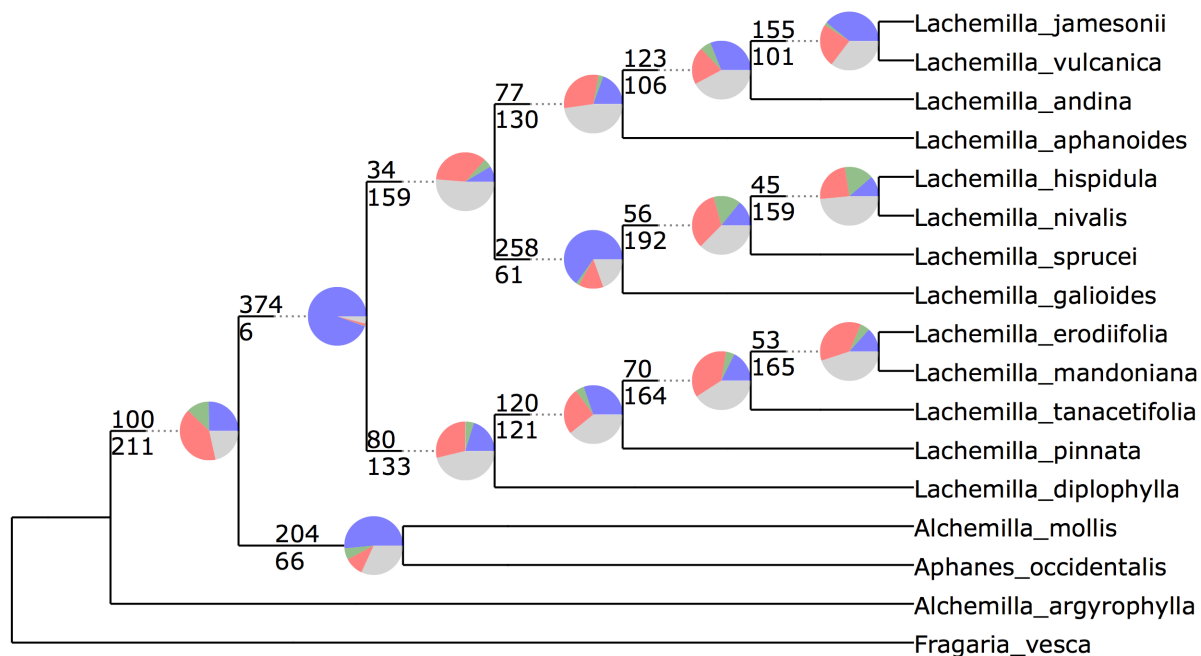 155
101
Lachemilla_jamesonii
Lachemilla_vulcanica
123
106
Lachemilla_andina
77
130
Lachemilla_aphanoides
34
159
Lachemilla_hispidula
45
159
Lachemilla_nivalis
56
192
Lachemilla_sprucei
258
61
Lachemilla_galioides
374
6
Lachemilla_erodiifolia
53
165
Lachemilla_mandoniana
70
164
Lachemilla_tanacetifolia
120
121
Lachemilla_pinnata
100
211
80
133
Lachemilla_diplophylla
204
66
Alchemilla_mollis
Aphanes_occidentalis
Alchemilla_argyrophylla
Fragaria_vesca